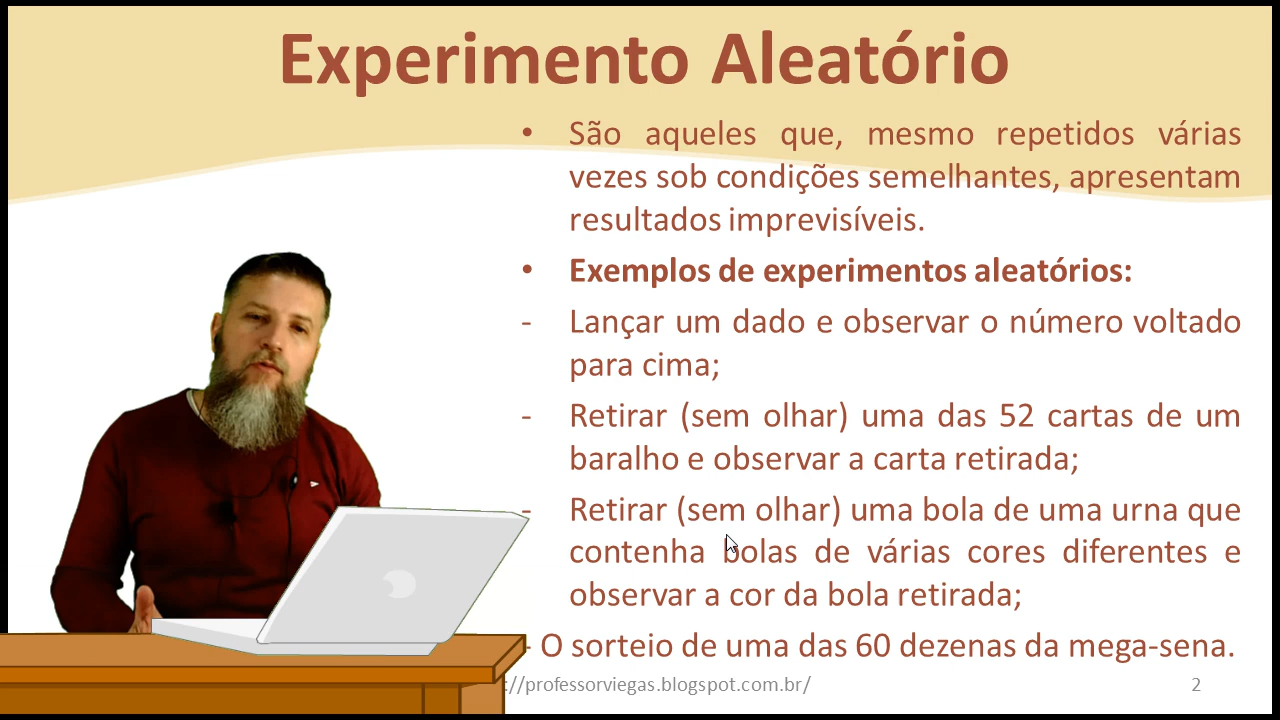 Experimento Aleatório
• São aqueles que, mesmo repetidos várias
vezes sob condições semelhantes, apresentam
resultados imprevisíveis.
• Exemplos de experimentos aleatórios:
- Lançar um dado e observar o número voltado
para cima;
- Retirar (sem olhar) uma das 52 cartas de um
baralho e observar a carta retirada;
- Retirar (sem olhar) uma bola de uma urna que
contenha bolas de várias cores diferentes e
observar a cor da bola retirada;
- O sorteio de uma das 60 dezenas da mega-sena.
://professorviegas.blogspot.com.br/
2